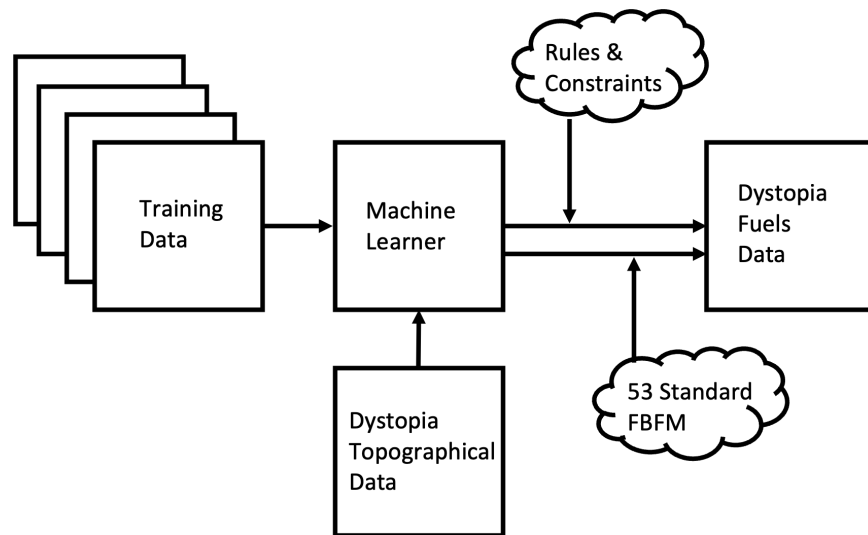 Rules &
Constraints
Training
Data
Machine
Learner
Dystopia
Fuels
Data
Dystopia
Topographical
Data
53 Standard
FBFM